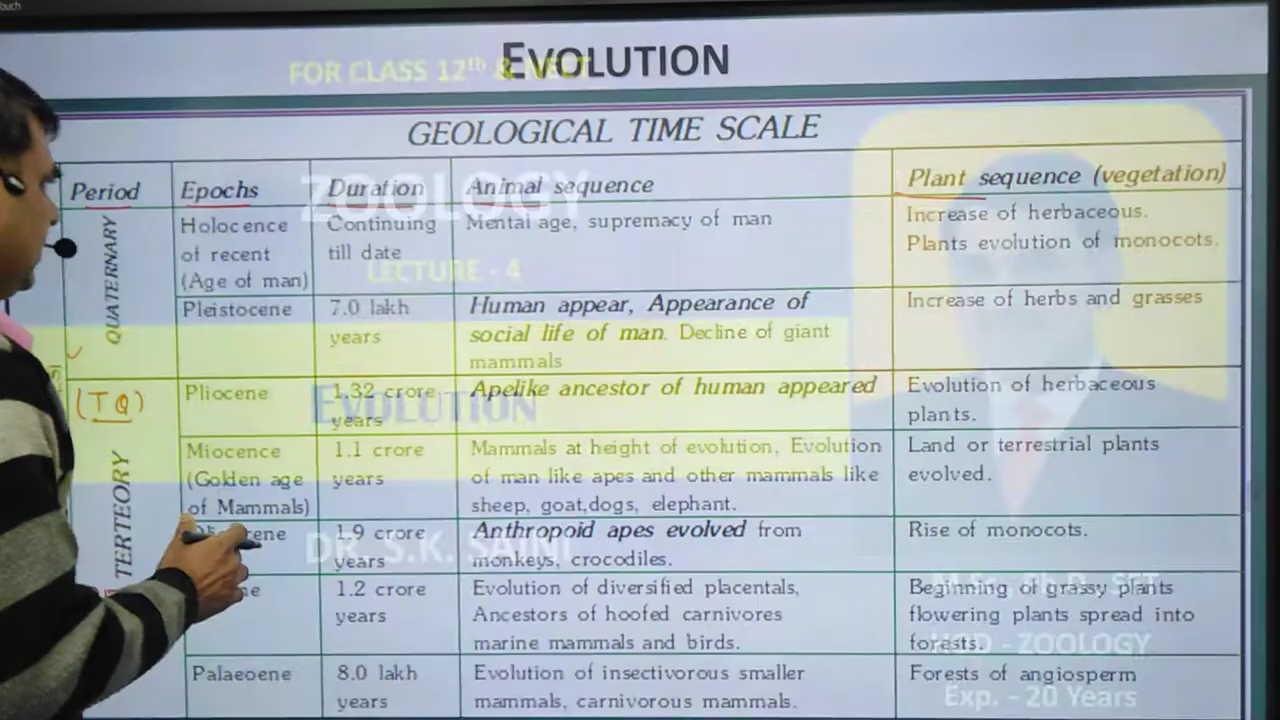 ouch
FOR CLASS 12th & NEET
EVOLUTION
GEOLOGICAL TIME SCALE
Period Epochs Duration Animal sequence Plant sequence (vegetation)
ZOOLOGY
LECTURE - 4
QUATERNARY
Holocence
of recent
(Age of man)
Continuing
till date
Mental age, supremacy of man
Increase of herbaceous.
Plants evolution of monocots.
Pleistocene
7.0 lakh
years
Human appear, Appearance of
social life of man. Decline of giant
mammals
Increase of herbs and grasses
(TQ)
TERTEORY
EVOLUTION
Pliocene
1.32 crore
years
Apelike ancestor of human appeared
Evolution of herbaceous
plants.
Miocence
(Golden age
of Mammals)
1.1 crore
years
Mammals at height of evolution, Evolution
of man like apes and other mammals like
sheep, goat,dogs, elephant.
Land or terrestrial plants
evolved.
1.9 crore
years
Anthropoid apes evolved from
monkeys, crocodiles.
Rise of monocots.
DR. S.K. SAINI
1.2 crore
years
Evolution of diversified placentals,
Ancestors of hoofed carnivores
marine mammals and birds.
Beginning of grassy plants
flowering plants spread into
forests.
M.Sc., Ph.D., SET
HOD - ZOOLOGY
Exp. - 20 Years
Palaeoene
8.0 lakh
years
Evolution of insectivorous smaller
mammals, carnivorous mammals.
Forests of angiosperm